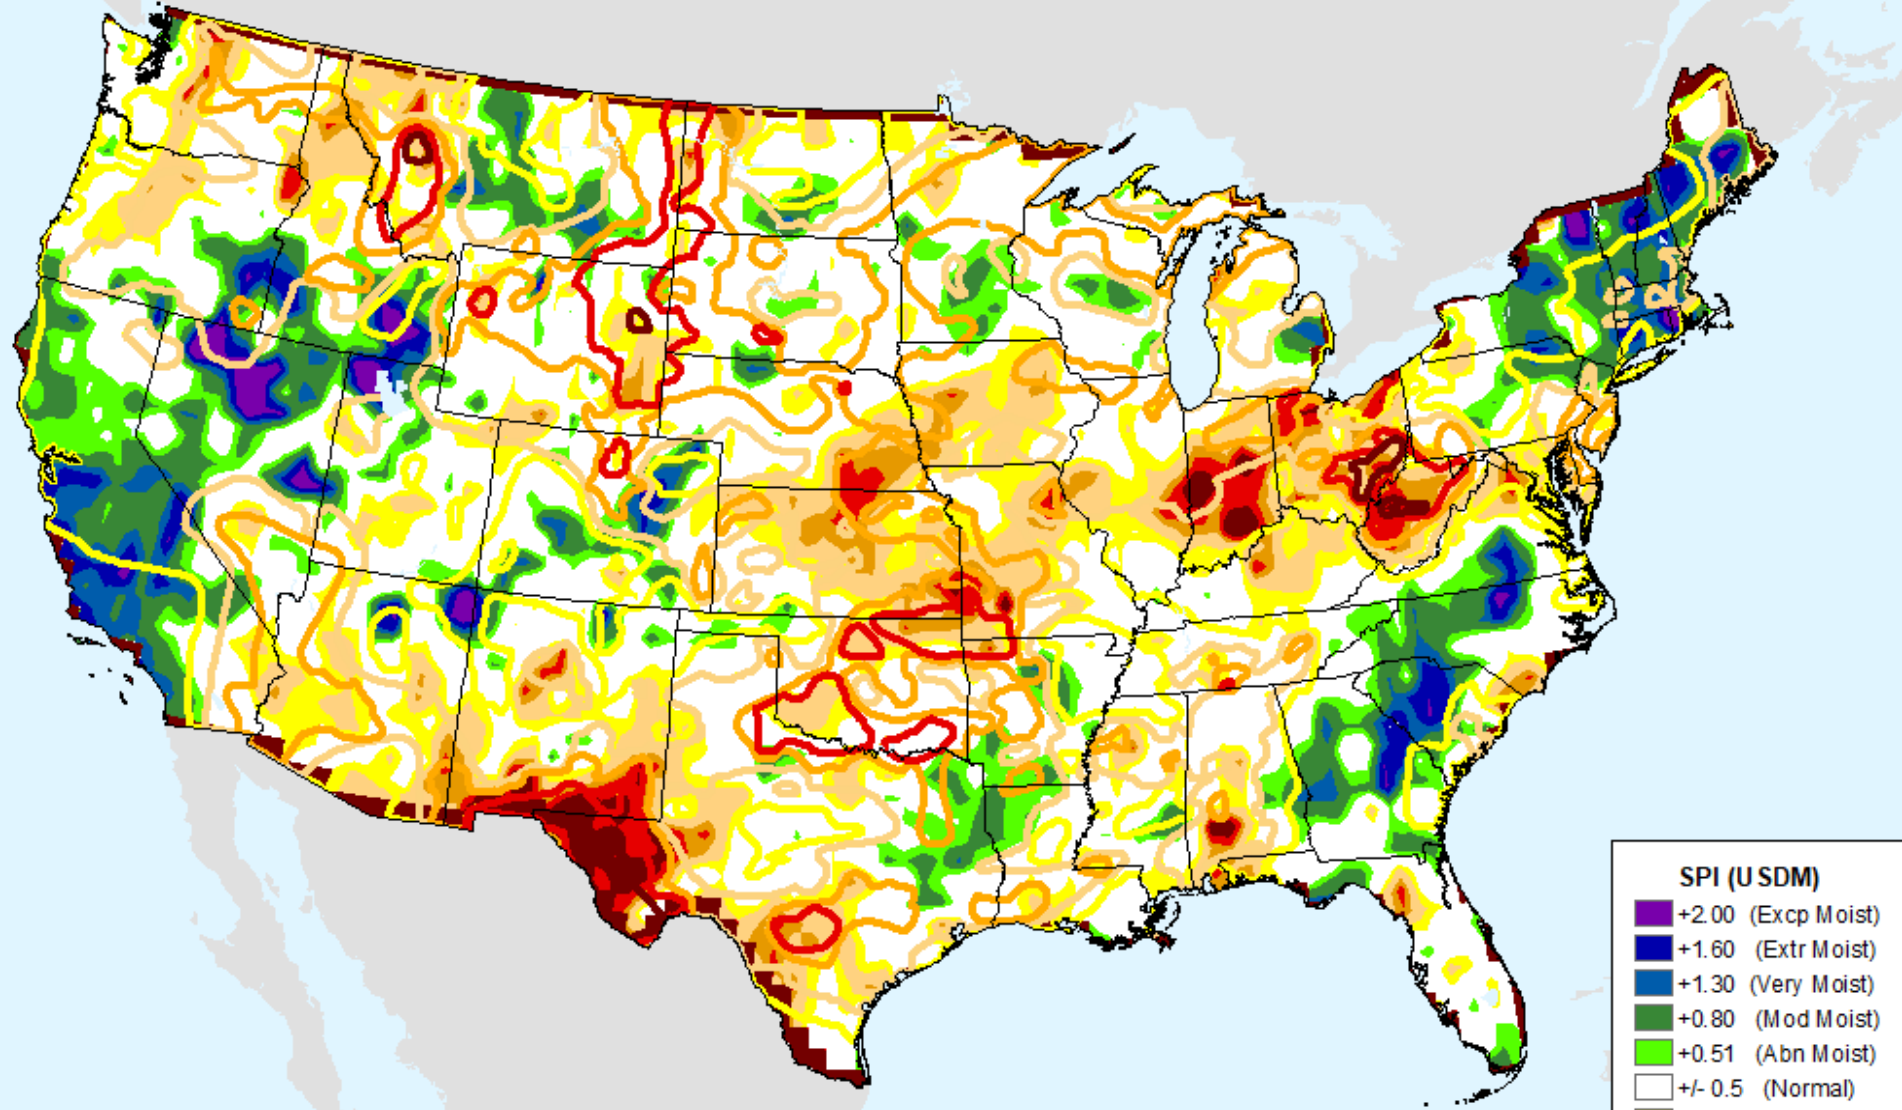 SPI (USDM)
+2.00 (Excp Moist)
+1.60 (Extr Moist)
+1.30 (Very Moist)
+0.80 (Mod Moist)
+0.51 (Abn Moist)
+/- 0.5 (Normal)